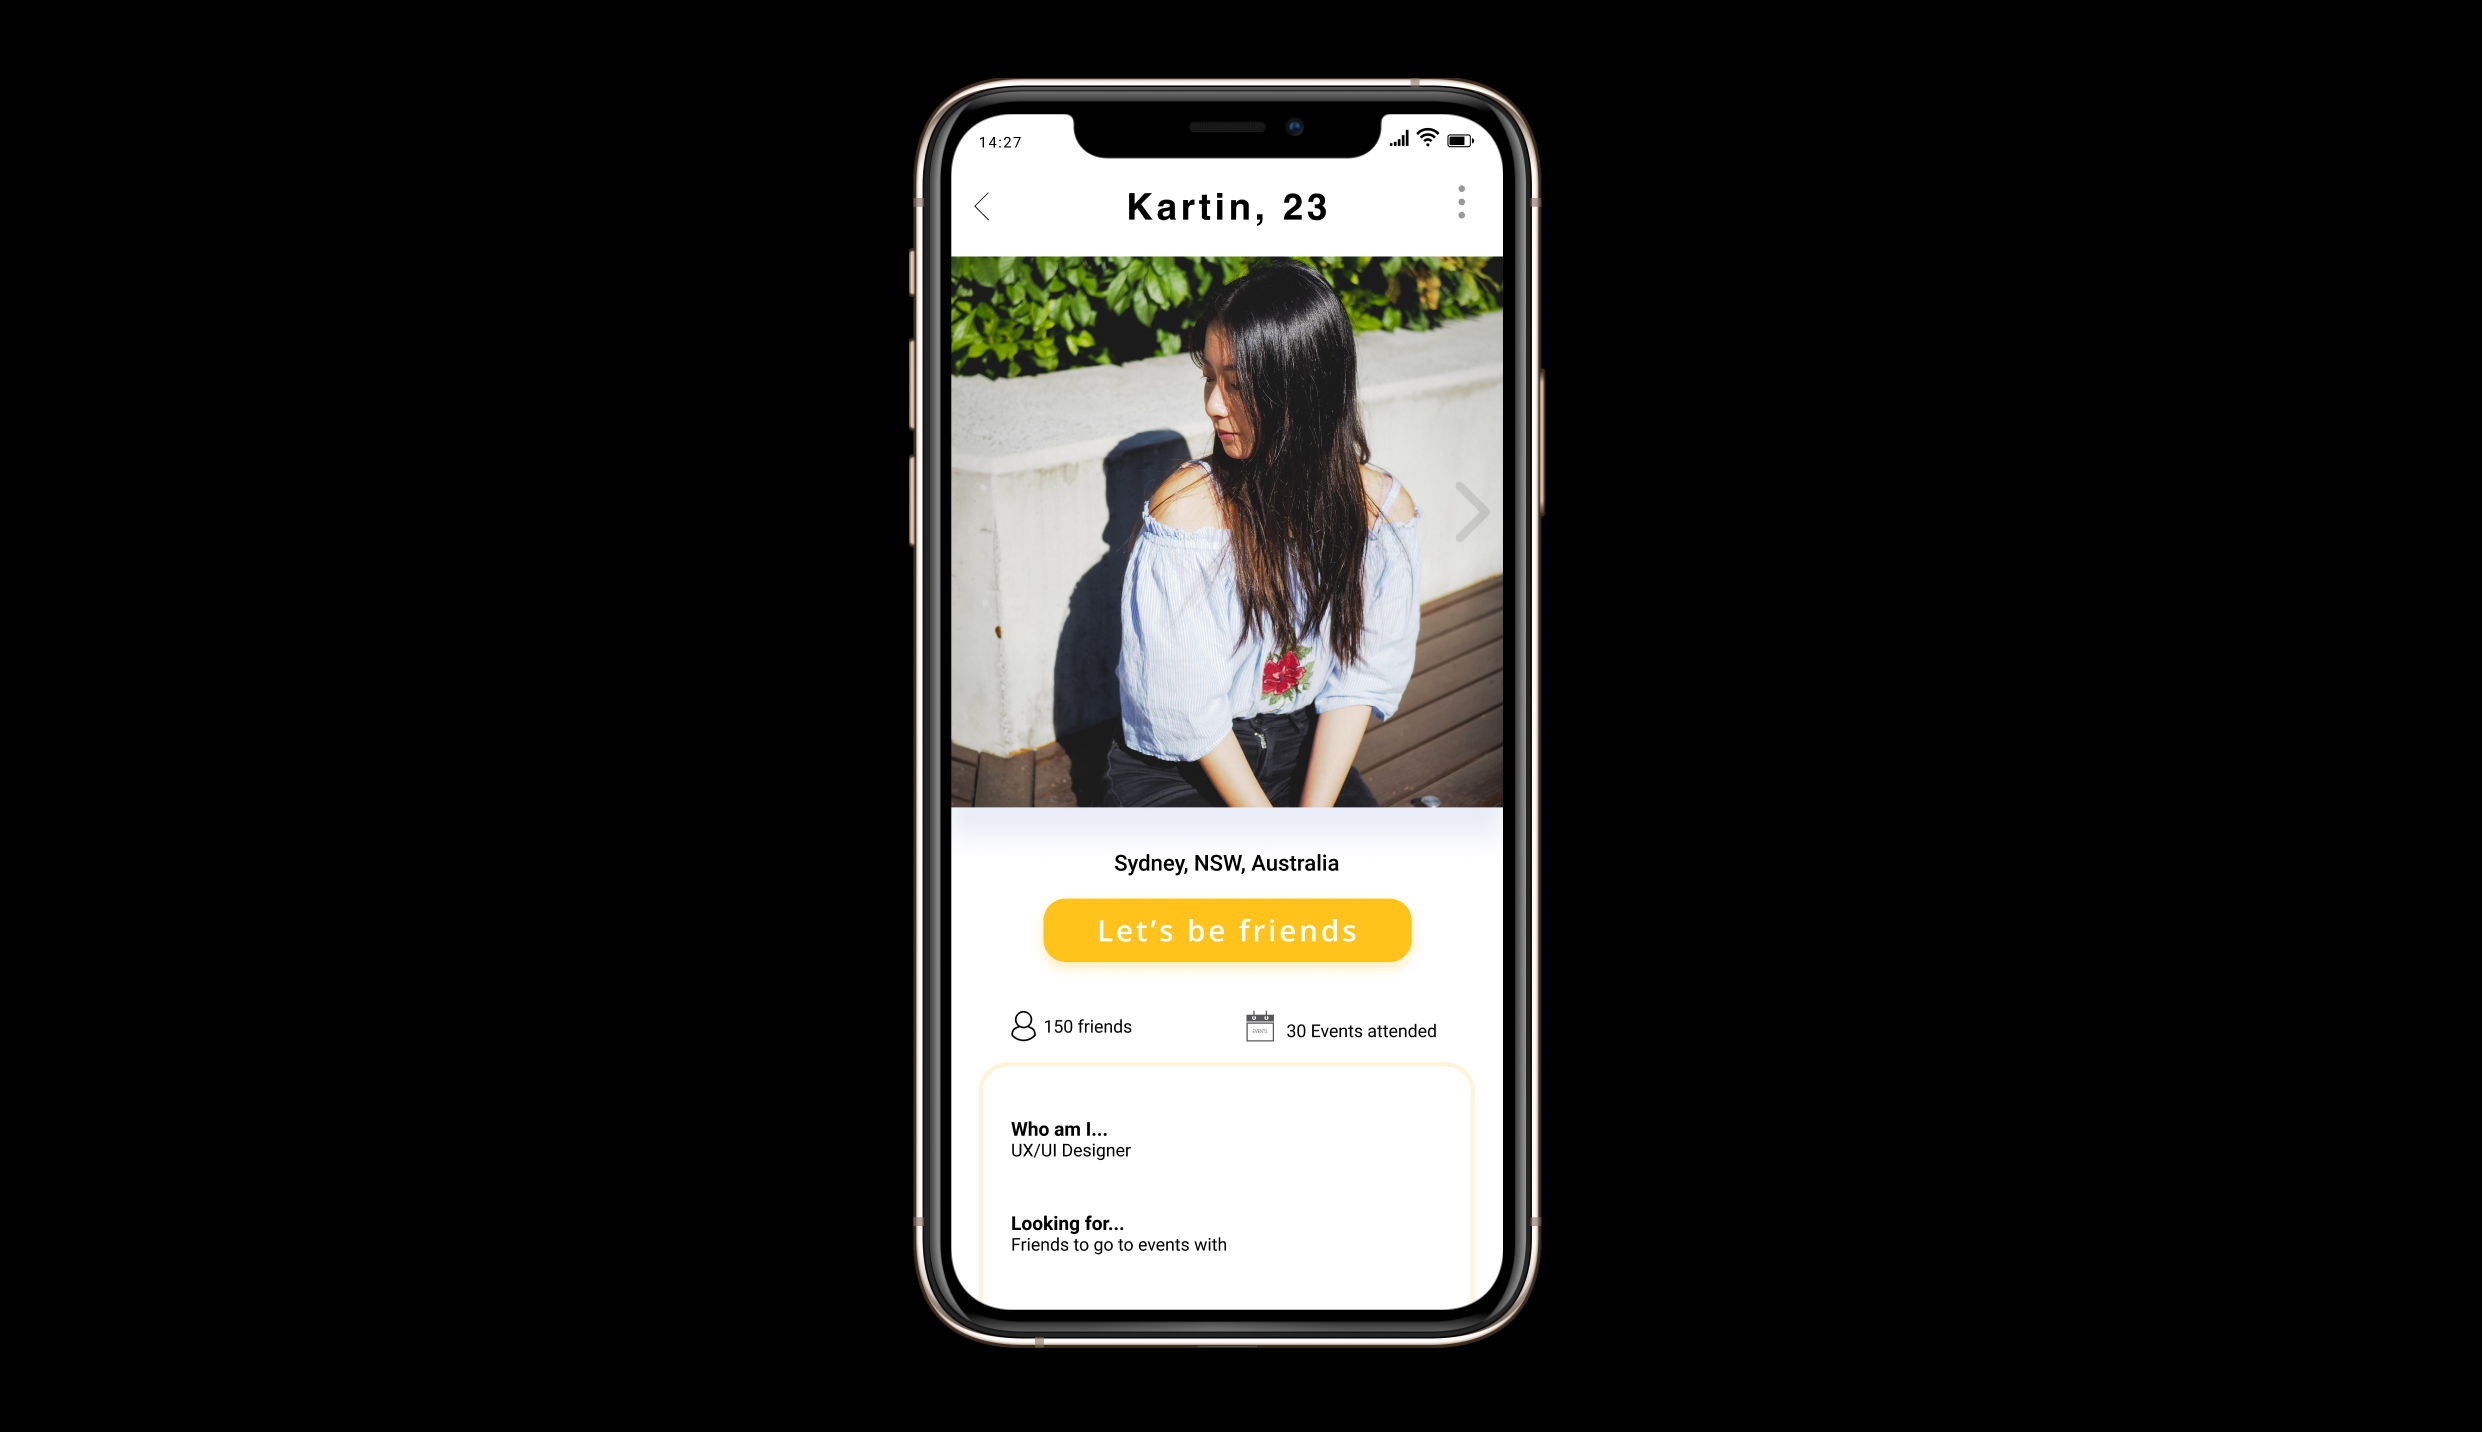 14:27
Kartin, 23
Sydney, NSW, Australia
Let’s be friends
150 friends
EVENTS
30 Events attended
Who am I...
UX/UI Designer
Looking for...
Friends to go to events with